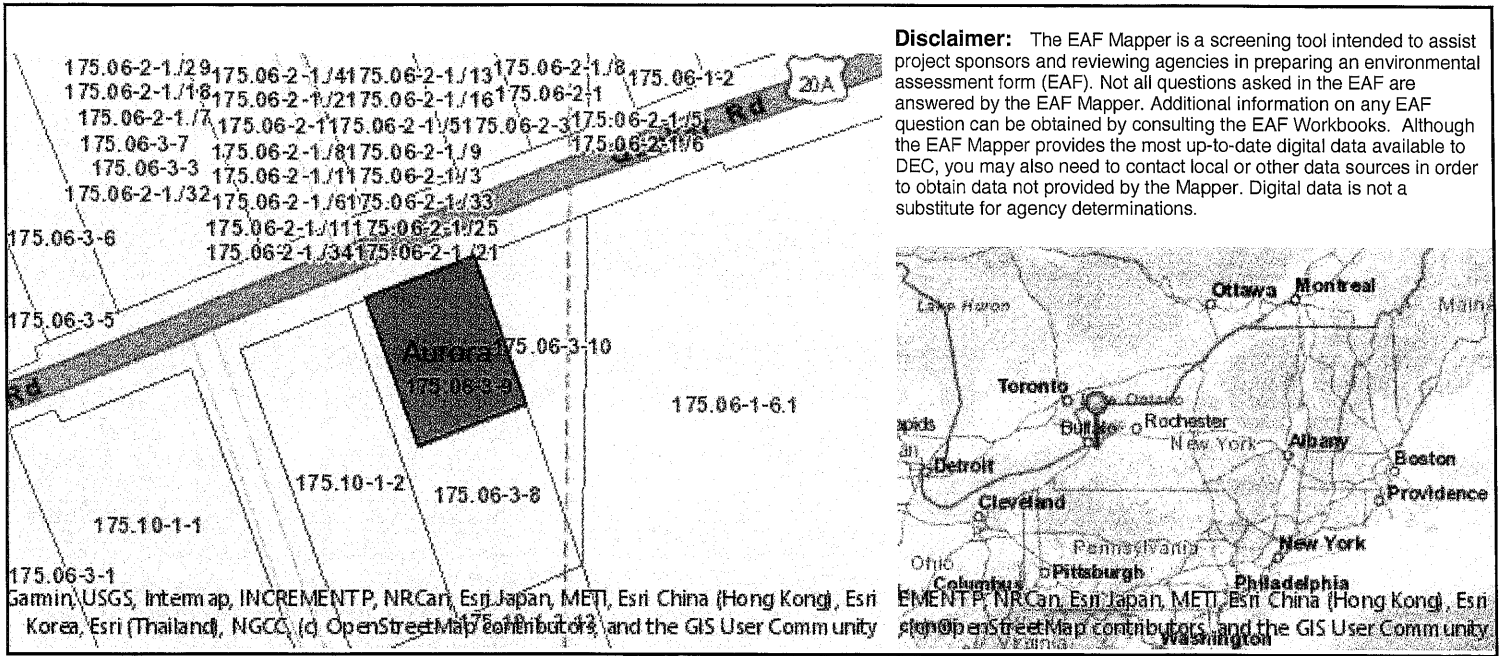 175.06-2-1./29 175.06-2-1./4 175.06-2-1./13 175.06-2-1./8 175.06-1-2
175.06-2-1./18 175.06-2-1./2 175.06-2-1./16 175.06-2-1
175.06-2-1./7 175.06-2-1 175.06-2-1./5 175.06-2-3 175.06-2-1./5
175.06-3-7 175.06-2-1./8 175.06-2-1./9 175.06-2-1./6
175.06-3-3 175.06-2-1./1 175.06-2-1./3
175.06-2-1./32 175.06-2-1./6 175.06-2-1./33
175.06-2-1./11 175.06-2-1./25
175.06-2-1./34 175.06-2-1./21
20A
Rd
175.06-3-6
175.06-3-5
Rd
Aurora
175.06-3-10
175.06-3-9
175.06-1-6.1
175.10-1-2
175.06-3-8
175.10-1-1
175.06-3-1
Garmin, USGS, Intermap, INCREMENT P, NRCan, Esri Japan, METI, Esri China (Hong Kong), Esri
Korea, Esri (Thailand), NGCC, (c) OpenStreetMap contributors, and the GIS User Community
Disclaimer: The EAF Mapper is a screening tool intended to assist
project sponsors and reviewing agencies in preparing an environmental
assessment form (EAF). Not all questions asked in the EAF are
answered by the EAF Mapper. Additional information on any EAF
question can be obtained by consulting the EAF Workbooks. Although
the EAF Mapper provides the most up-to-date digital data available to
DEC, you may also need to contact local or other data sources in order
to obtain data not provided by the Mapper. Digital data is not a
substitute for agency determinations.
Ottawa Montreal
Lake Huron Maine
Toronto
Ontario
Buffalo Rochester
apids New York Albany
Detroit Boston
Cleveland Providence
Pennsylvania New York
Ohio Pittsburgh
Columbus Philadelphia
EMENT P, NRCan, Esri Japan, METI, Esri China (Hong Kong), Esri
OpenStreetMap contributors, and the GIS User Community
Washington
Virginia